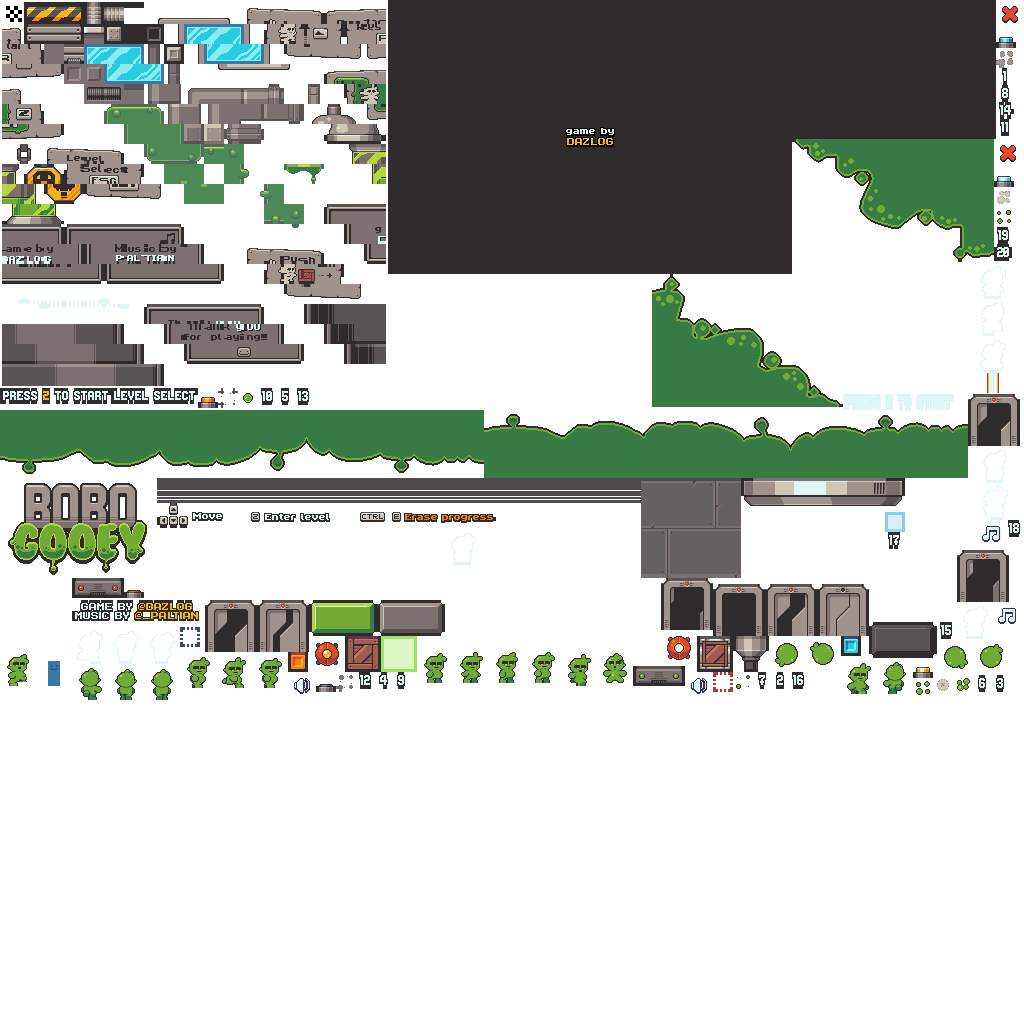 Level
Select
ESC
Push
Game by
DAZLOG
Music by
PALTIAN
Thank you
for playing!!
game by
DAZLOG
1
8
14
11
19
20
PRESS Z TO START LEVEL SELECT
10 5 13
PRESS X TO START
BOBO
GOOEY
Move
Enter level
CTRL
Erase progress.
17
18
GAME BY @DAZLOG
MUSIC BY @_PALTIAN
15
12 4 9
7 2 16
6 3